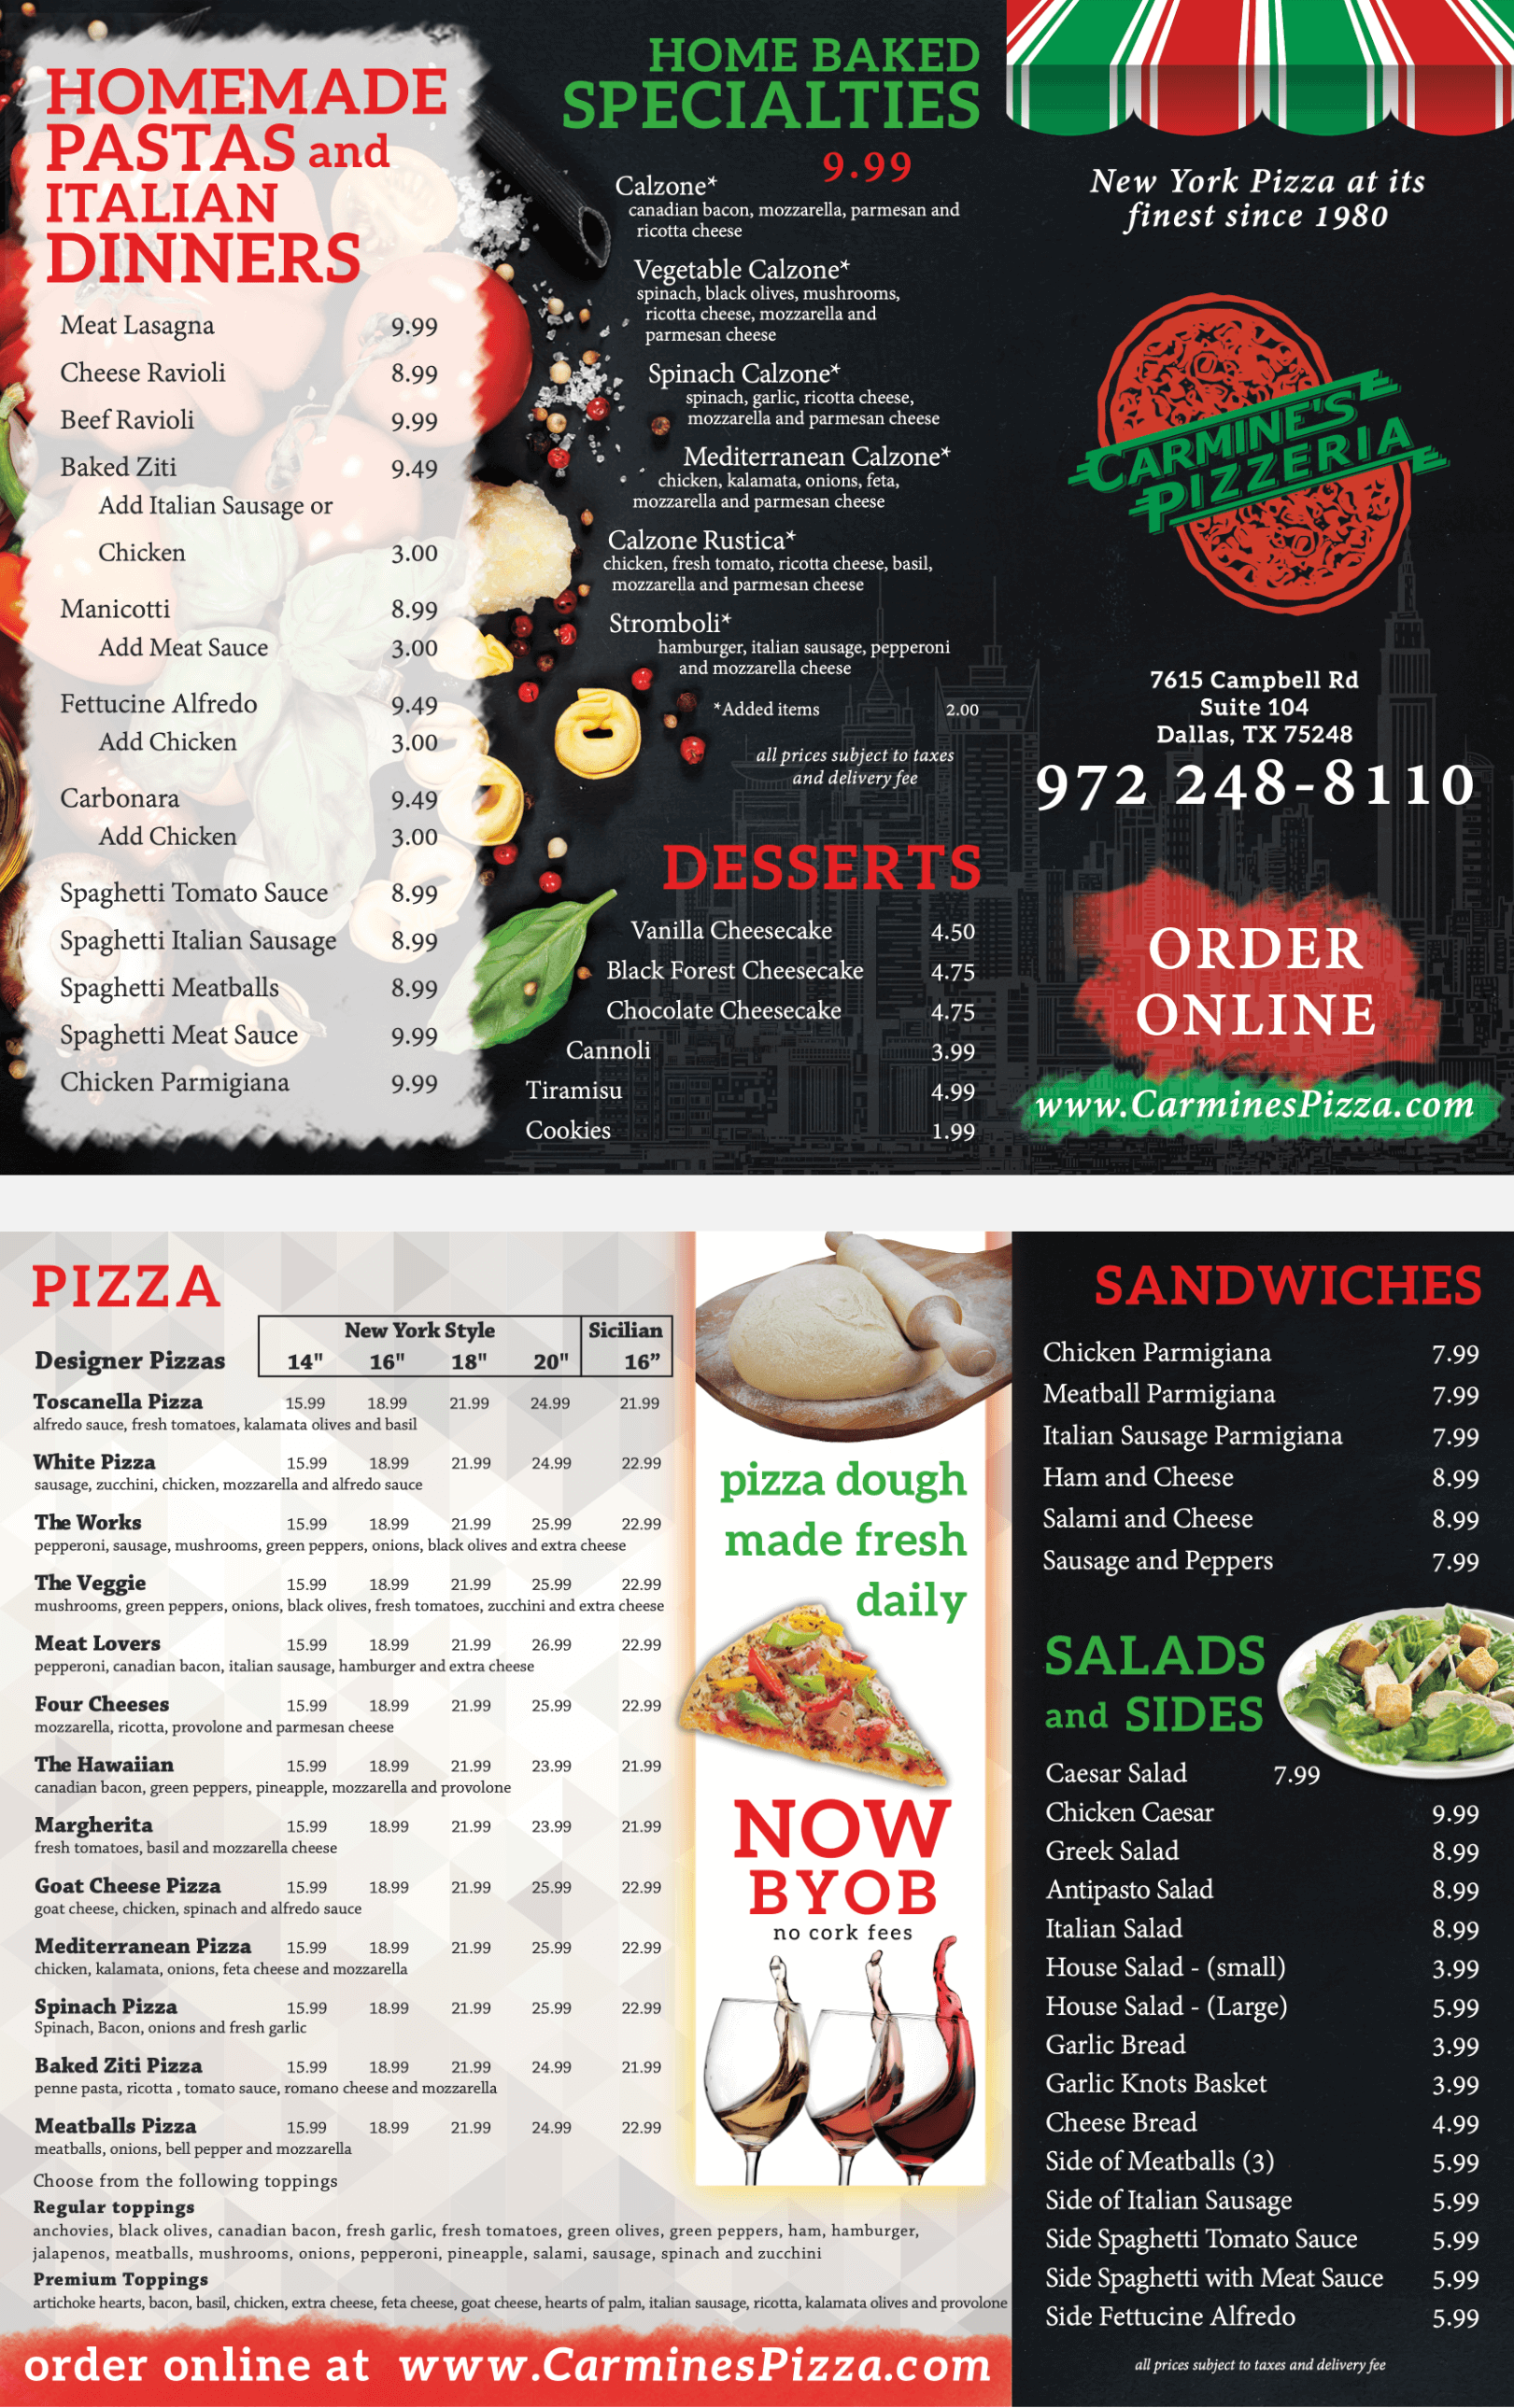 HOMEMADE
PASTAS and
ITALIAN
DINNERS
Meat Lasagna 9.99
Cheese Ravioli 8.99
Beef Ravioli 9.99
Baked Ziti 9.49
Add Italian Sausage or
Chicken 3.00
Manicotti 8.99
Add Meat Sauce 3.00
Fettucine Alfredo 9.49
Add Chicken 3.00
Carbonara 9.49
Add Chicken 3.00
Spaghetti Tomato Sauce 8.99
Spaghetti Italian Sausage 8.99
Spaghetti Meatballs 8.99
Spaghetti Meat Sauce 9.99
Chicken Parmigiana 9.99
HOME BAKED
SPECIALTIES
9.99
Calzone*
canadian bacon, mozzarella, parmesan and
ricotta cheese
Vegetable Calzone*
spinach, black olives, mushrooms,
ricotta cheese, mozzarella and
parmesan cheese
Spinach Calzone*
spinach, garlic, ricotta cheese,
mozzarella and parmesan cheese
Mediterranean Calzone*
chicken, kalamata, onions, feta,
mozzarella and parmesan cheese
Calzone Rustica*
chicken, fresh tomato, ricotta cheese, basil,
mozzarella and parmesan cheese
Stromboli*
hamburger, italian sausage, pepperoni
and mozzarella cheese
*Added items 2.00
all prices subject to taxes
and delivery fee
DESSERTS
Vanilla Cheesecake 4.50
Black Forest Cheesecake 4.75
Chocolate Cheesecake 4.75
Cannoli 3.99
Tiramisu 4.99
Cookies 1.99
New York Pizza at its
finest since 1980
CARMINE'S
PIZZERIA
7615 Campbell Rd
Suite 104
Dallas, TX 75248
972 248-8110
ORDER
ONLINE
www.CarminesPizza.com
PIZZA
New York Style Sicilian
Designer Pizzas 14" 16" 18" 20" 16”
Toscanella Pizza 15.99 18.99 21.99 24.99 21.99
alfredo sauce, fresh tomatoes, kalamata olives and basil
White Pizza 15.99 18.99 21.99 24.99 22.99
sausage, zucchini, chicken, mozzarella and alfredo sauce
The Works 15.99 18.99 21.99 25.99 22.99
pepperoni, sausage, mushrooms, green peppers, onions, black olives and extra cheese
The Veggie 15.99 18.99 21.99 25.99 22.99
mushrooms, green peppers, onions, black olives, fresh tomatoes, zucchini and extra cheese
Meat Lovers 15.99 18.99 21.99 26.99 22.99
pepperoni, canadian bacon, italian sausage, hamburger and extra cheese
Four Cheeses 15.99 18.99 21.99 25.99 22.99
mozzarella, ricotta, provolone and parmesan cheese
The Hawaiian 15.99 18.99 21.99 23.99 21.99
canadian bacon, green peppers, pineapple, mozzarella and provolone
Margherita 15.99 18.99 21.99 23.99 21.99
fresh tomatoes, basil and mozzarella cheese
Goat Cheese Pizza 15.99 18.99 21.99 25.99 22.99
goat cheese, chicken, spinach and alfredo sauce
Mediterranean Pizza 15.99 18.99 21.99 25.99 22.99
chicken, kalamata, onions, feta cheese and mozzarella
Spinach Pizza 15.99 18.99 21.99 25.99 22.99
Spinach, Bacon, onions and fresh garlic
Baked Ziti Pizza 15.99 18.99 21.99 24.99 21.99
penne pasta, ricotta , tomato sauce, romano cheese and mozzarella
Meatballs Pizza 15.99 18.99 21.99 24.99 22.99
meatballs, onions, bell pepper and mozzarella
Choose from the following toppings
Regular toppings
anchovies, black olives, canadian bacon, fresh garlic, fresh tomatoes, green olives, green peppers, ham, hamburger,
jalapenos, meatballs, mushrooms, onions, pepperoni, pineapple, salami, sausage, spinach and zucchini
Premium Toppings
artichoke hearts, bacon, basil, chicken, extra cheese, feta cheese, goat cheese, hearts of palm, italian sausage, ricotta, kalamata olives and provolone
order online at www.CarminesPizza.com
pizza dough
made fresh
daily
NOW
BYOB
no cork fees
SANDWICHES
Chicken Parmigiana 7.99
Meatball Parmigiana 7.99
Italian Sausage Parmigiana 7.99
Ham and Cheese 8.99
Salami and Cheese 8.99
Sausage and Peppers 7.99
SALADS
and SIDES
Caesar Salad 7.99
Chicken Caesar 9.99
Greek Salad 8.99
Antipasto Salad 8.99
Italian Salad 8.99
House Salad - (small) 3.99
House Salad - (Large) 5.99
Garlic Bread 3.99
Garlic Knots Basket 3.99
Cheese Bread 4.99
Side of Meatballs (3) 5.99
Side of Italian Sausage 5.99
Side Spaghetti Tomato Sauce 5.99
Side Spaghetti with Meat Sauce 5.99
Side Fettucine Alfredo 5.99
all prices subject to taxes and delivery fee